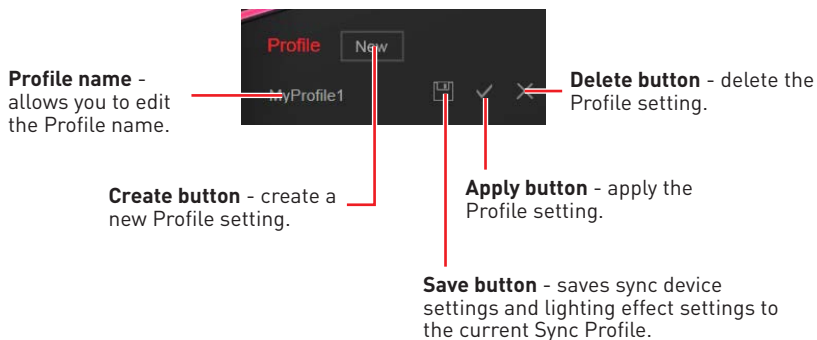 Profile New
MyProfile1
Profile name -
allows you to edit
the Profile name.
Delete button - delete the
Profile setting.
Create button - create a
new Profile setting.
Apply button - apply the
Profile setting.
Save button - saves sync device
settings and lighting effect settings to
the current Sync Profile.